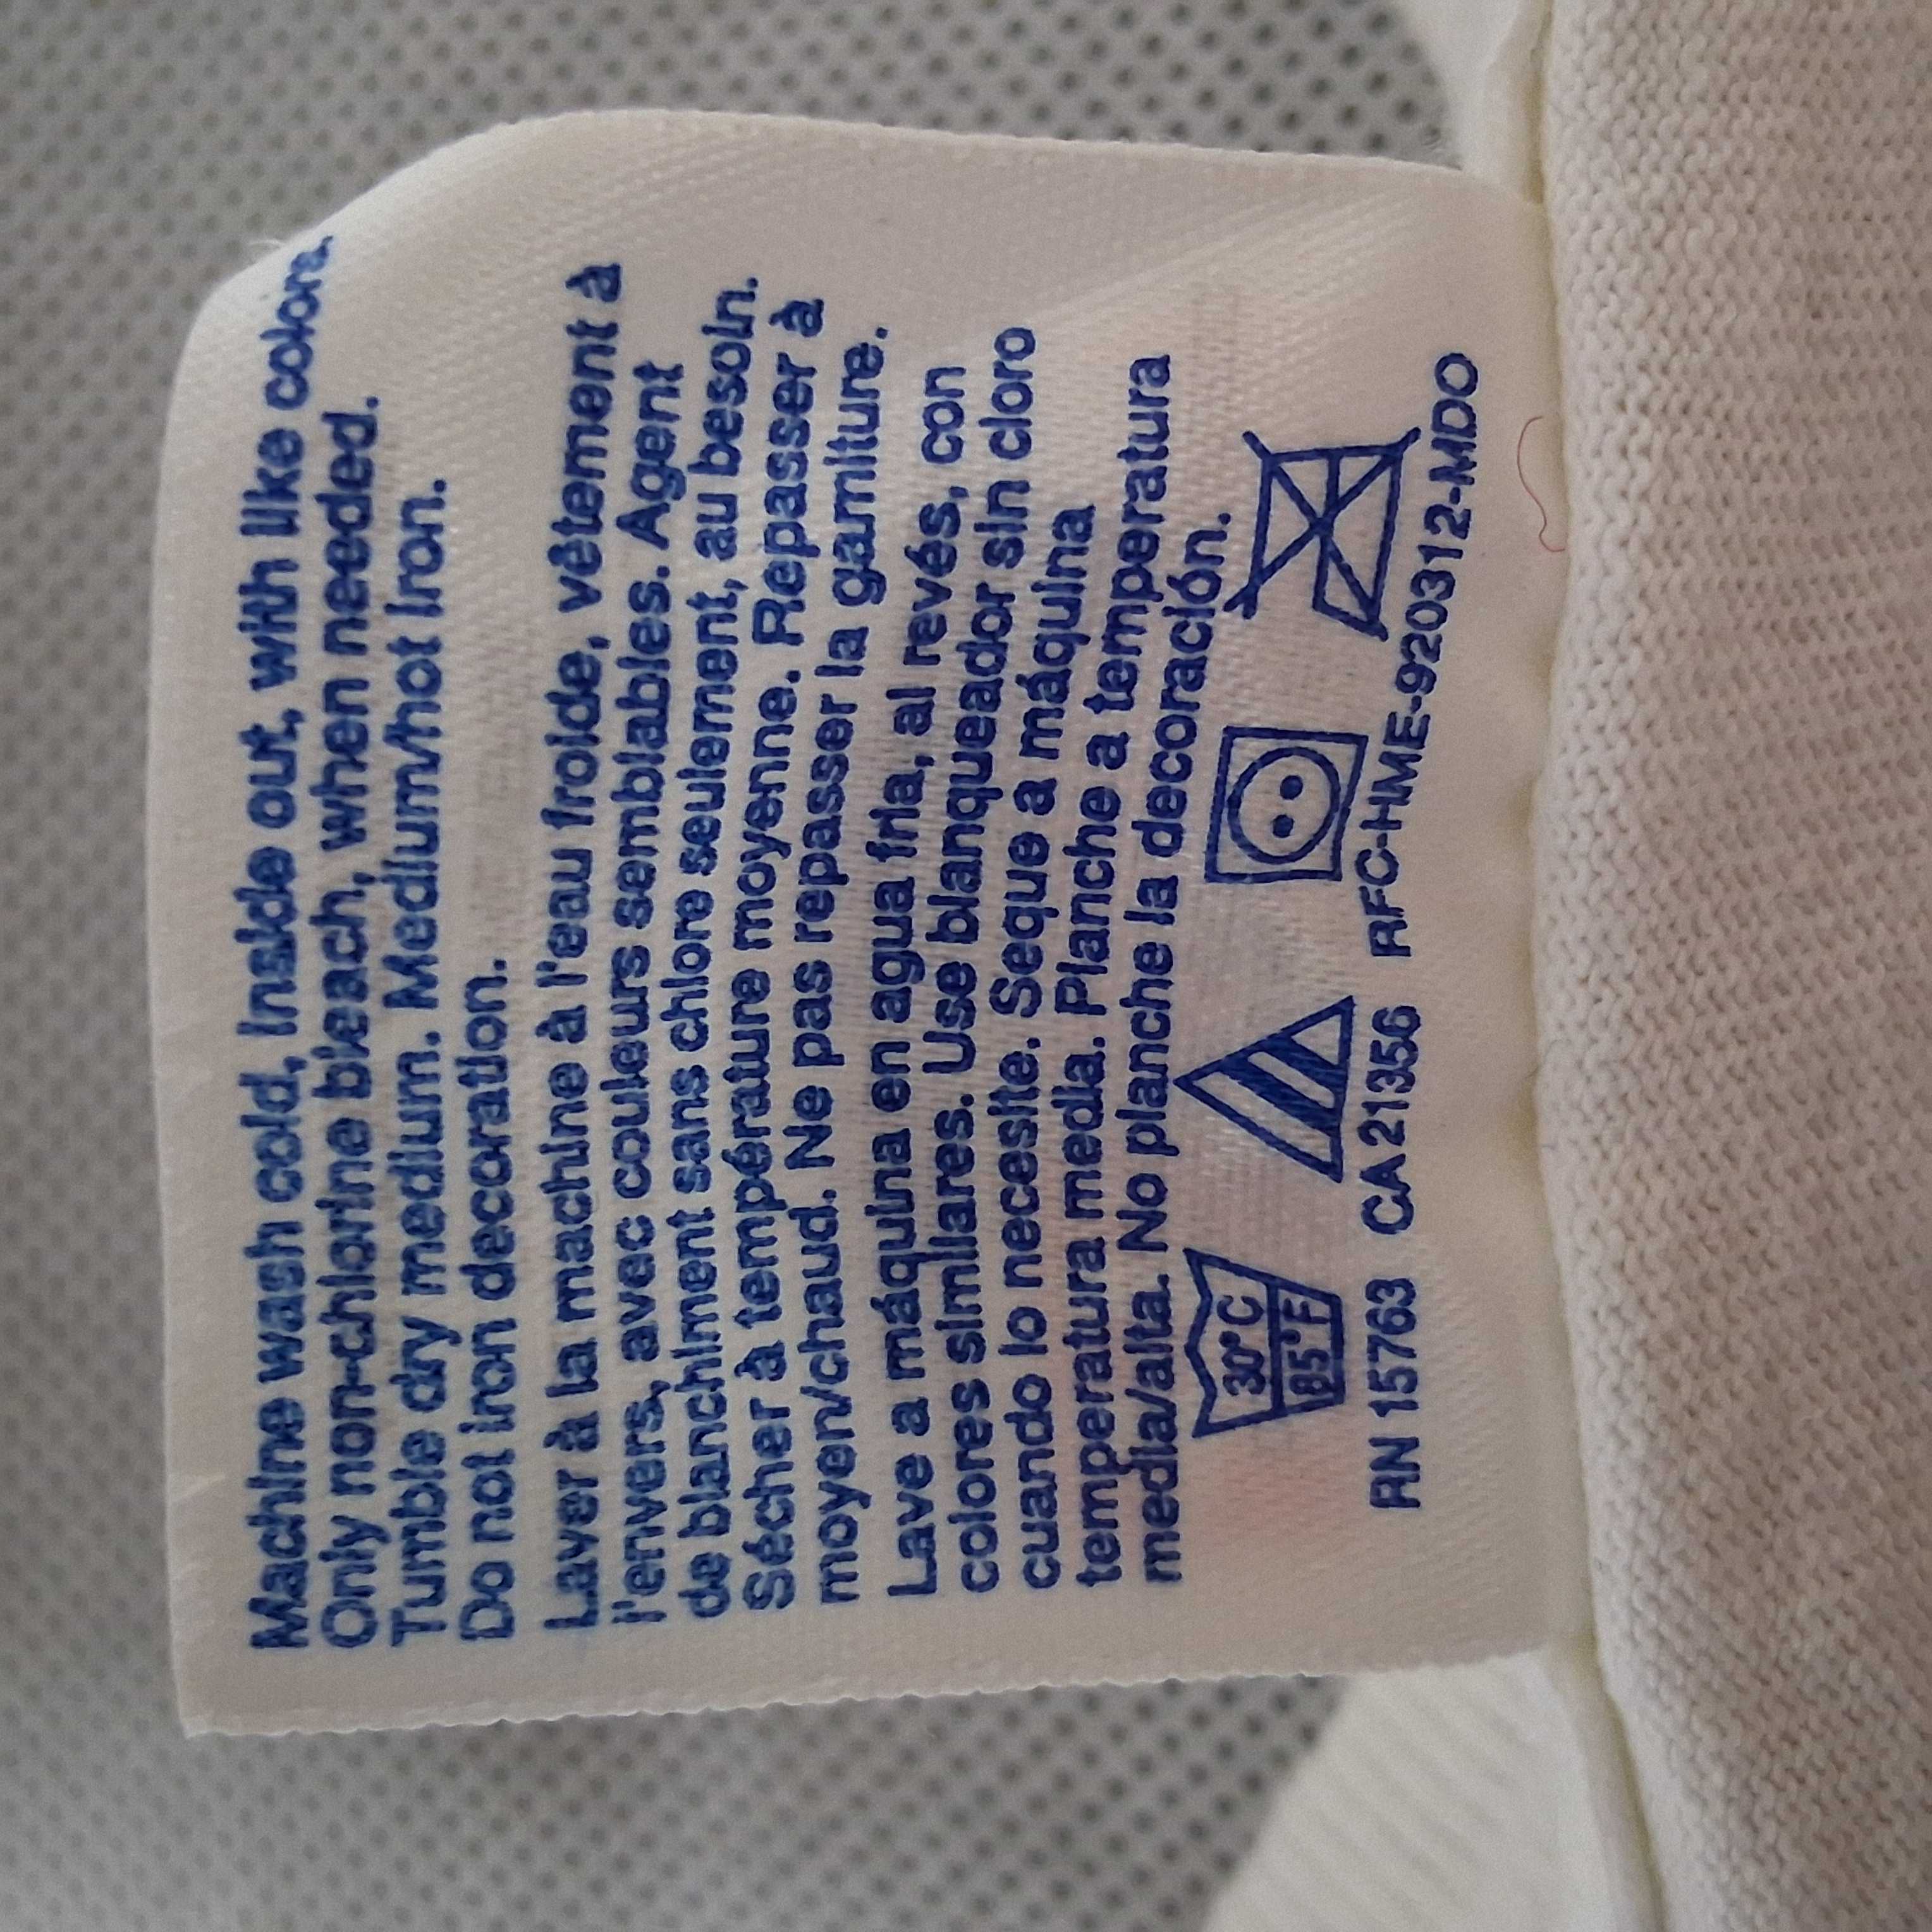 Machine wash cold, inside out, with like colors.
Only non-chlorine bleach, when needed.
Tumble dry medium. Medium/hot iron.
Do not iron decoration.
Laver à la machine à l'eau froide, vêtement à
l'envers, avec couleurs semblables. Agent
de blanchiment sans chlore seulement, au besoin.
Sécher à température moyenne. Repasser à
moyen/chaud. Ne pas repasser la garniture.
Lave a máquina en agua fría, al revés, con
colores similares. Use blanqueador sin cloro
cuando lo necesite. Seque a máquina
temperatura media. Planche a temperatura
media/alta. No planche la decoración.
30°C
85°F
RN 15763 CA 21356 RFC-HME-920312-MDO